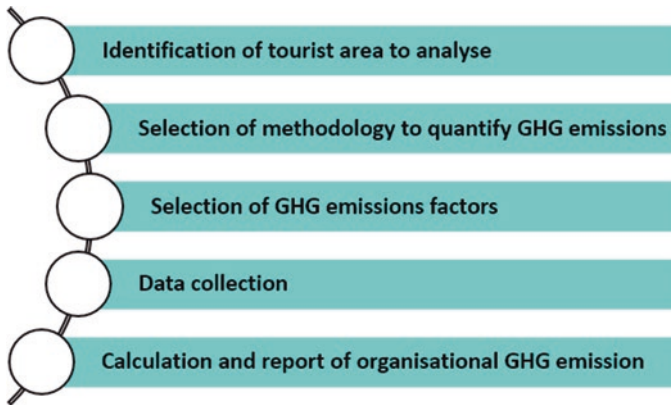 Identification of tourist area to analyse
Selection of methodology to quantify GHG emissions
Selection of GHG emissions factors
Data collection
Calculation and report of organisational GHG emission